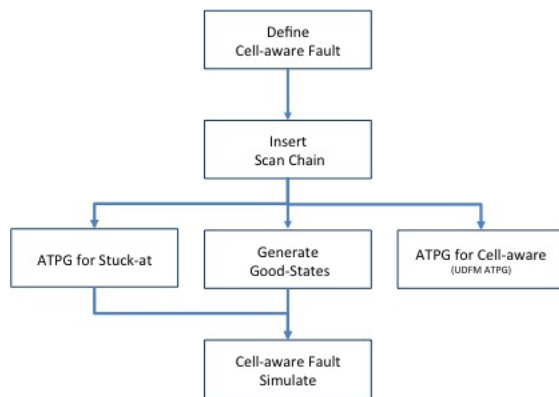 Define
Cell-aware Fault
Insert
Scan Chain
ATPG for Stuck-at
Generate
Good-States
ATPG for Cell-aware
(UDFM ATPG)
Cell-aware Fault
Simulate